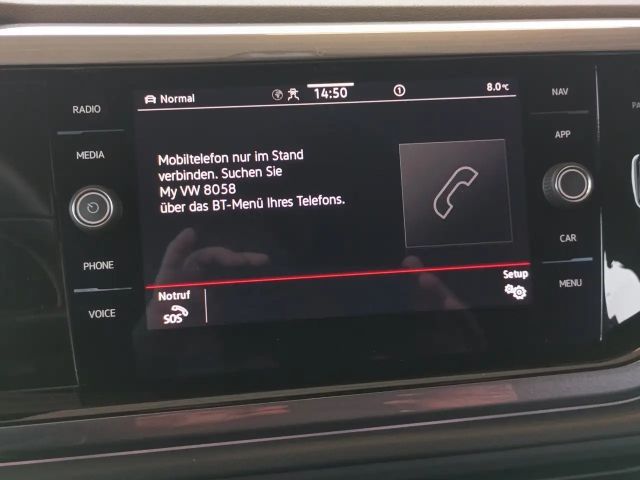 RADIO
MEDIA
PHONE
VOICE
Normal
14:50
1
8.0°C
Mobiltelefon nur im Stand
verbinden. Suchen Sie
My VW 8058
über das BT-Menü Ihres Telefons.
Notruf
SOS
Setup
NAV
APP
CAR
MENU